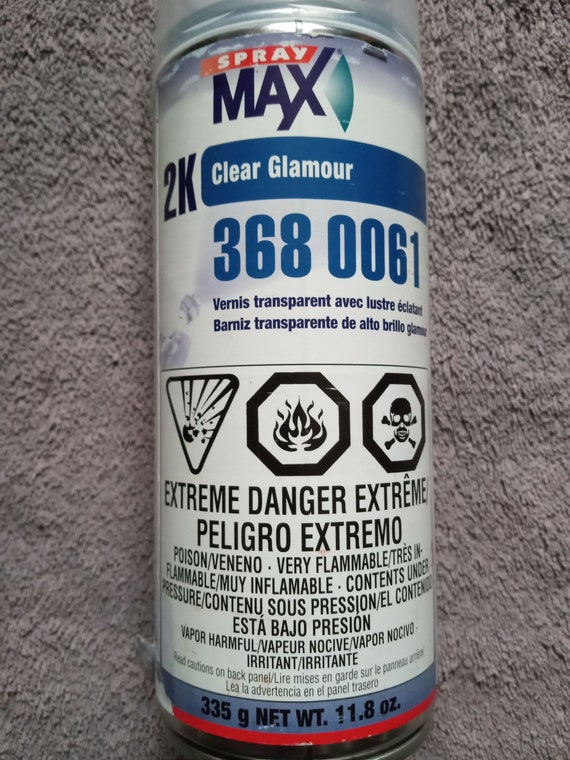 SPRAY
MAX
2K
Clear Glamour
368 0061
Vernis transparent avec lustre éclatant
Barniz transparente de alto brillo glamour
EXTREME DANGER EXTRÊME/
PELIGRO EXTREMO
POISON/VENENO · VERY FLAMMABLE/TRÈS IN-
FLAMMABLE/MUY INFLAMABLE · CONTENTS UNDER
PRESSURE/CONTENU SOUS PRESSION/EL CONTENIDO
ESTÁ BAJO PRESIÓN
VAPOR HARMFUL/VAPEUR NOCIVE/VAPOR NOCIVO ·
IRRITANT/IRRITANTE
Read cautions on back panel/Lire mises en garde sur le panneau arriéré
Lea la advertencia en el panel trasero
335 g NET WT. 11.8 oz.